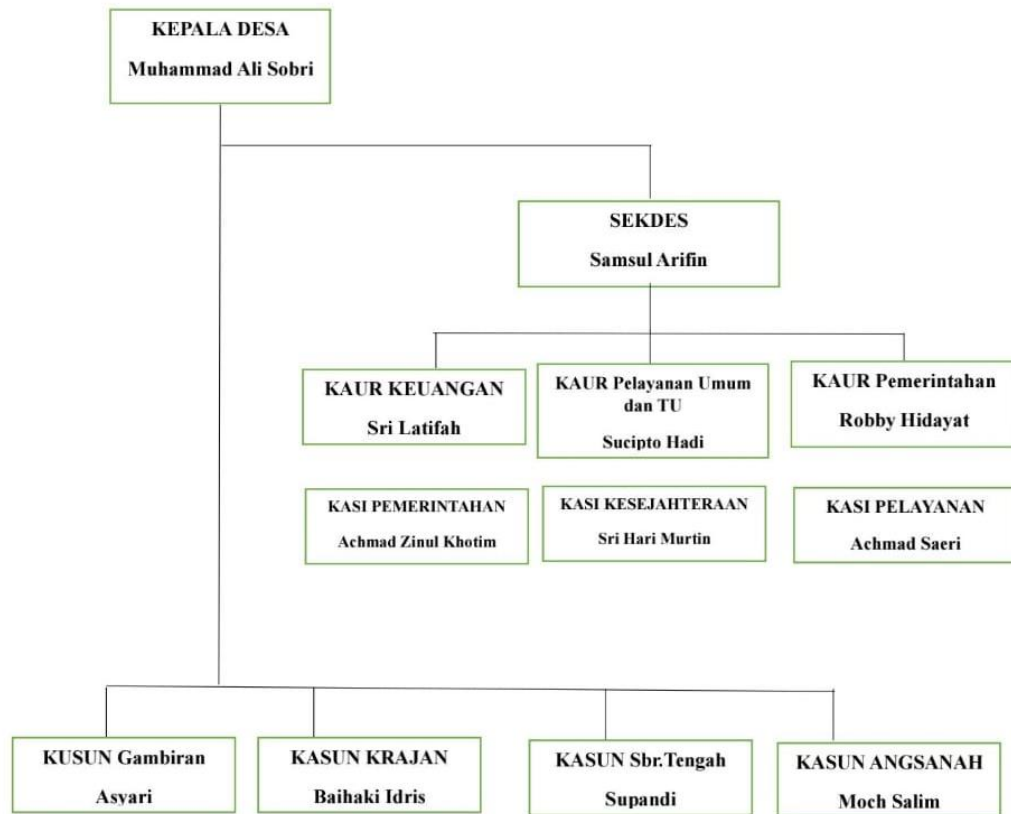 KEPALA DESA
Muhammad Ali Sobri
SEKDES
Samsul Arifin
KAUR KEUANGAN
Sri Latifah
KAUR Pelayanan Umum
dan TU
Sucipto Hadi
KAUR Pemerintahan
Robby Hidayat
KASI PEMERINTAHAN
Achmad Zinul Khotim
KASI KESEJAHTERAAN
Sri Hari Murtin
KASI PELAYANAN
Achmad Saeri
KUSUN Gambiran
Asyari
KASUN KRAJAN
Baihaki Idris
KASUN Sbr.Tengah
Supandi
KASUN ANGSANAH
Moch Salim